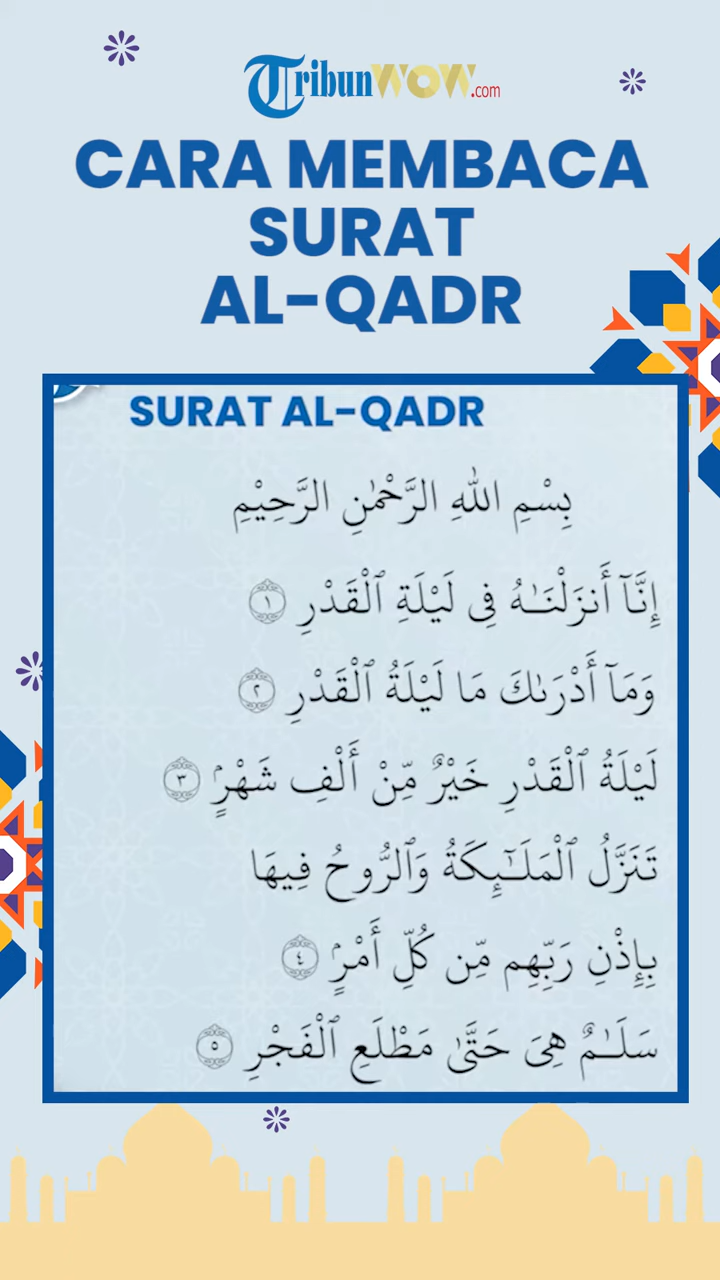 TribunWOW.com
CARA MEMBACA
SURAT
AL-QADR
SURAT AL-QADR
بِسْمِ اللهِ الرَّحْمٰنِ الرَّحِيْمِ
إِنَّآ أَنزَلْنَـٰهُ فِى لَيْلَةِ ٱلْقَدْرِ ١
وَمَآ أَدْرَىٰكَ مَا لَيْلَةُ ٱلْقَدْرِ ٢
لَيْلَةُ ٱلْقَدْرِ خَيْرٌ مِّنْ أَلْفِ شَهْرٍۢ ٣
تَنَزَّلُ ٱلْمَلَـٰٓئِكَةُ وَٱلرُّوحُ فِيهَا
بِإِذْنِ رَبِّهِم مِّن كُلِّ أَمْرٍۢ ٤
سَلَـٰمٌ هِىَ حَتَّىٰ مَطْلَعِ ٱلْفَجْرِ ٥